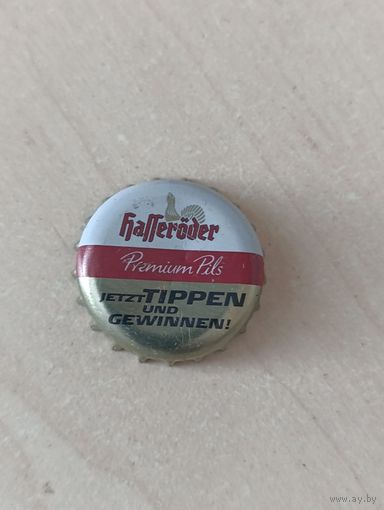 Hasseröder
Premium Pils
JETZT TIPPEN
UND
GEWINNEN!
www.ay.by